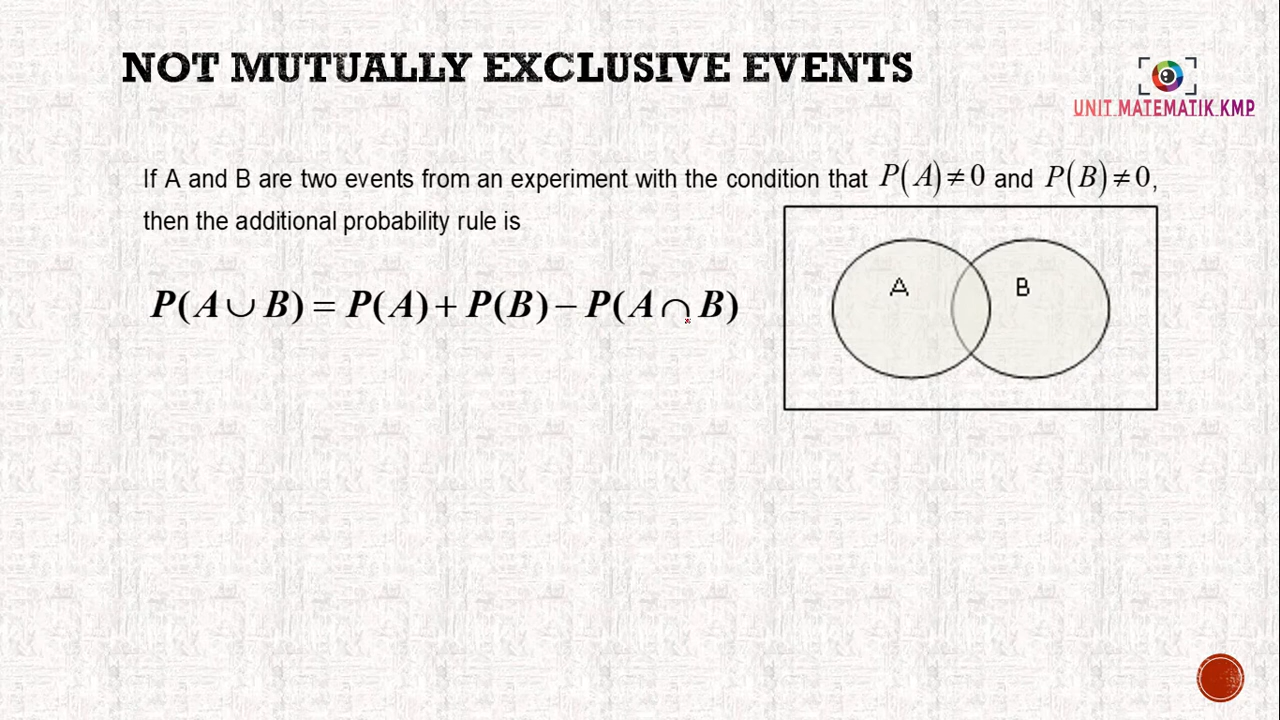 NOT MUTUALLY EXCLUSIVE EVENTS
UNIT MATEMATIK KMP
If A and B are two events from an experiment with the condition that P(A)≠0 and P(B)≠0,
then the additional probability rule is
P(A∪B)=P(A)+P(B)−P(A∩B)
A B